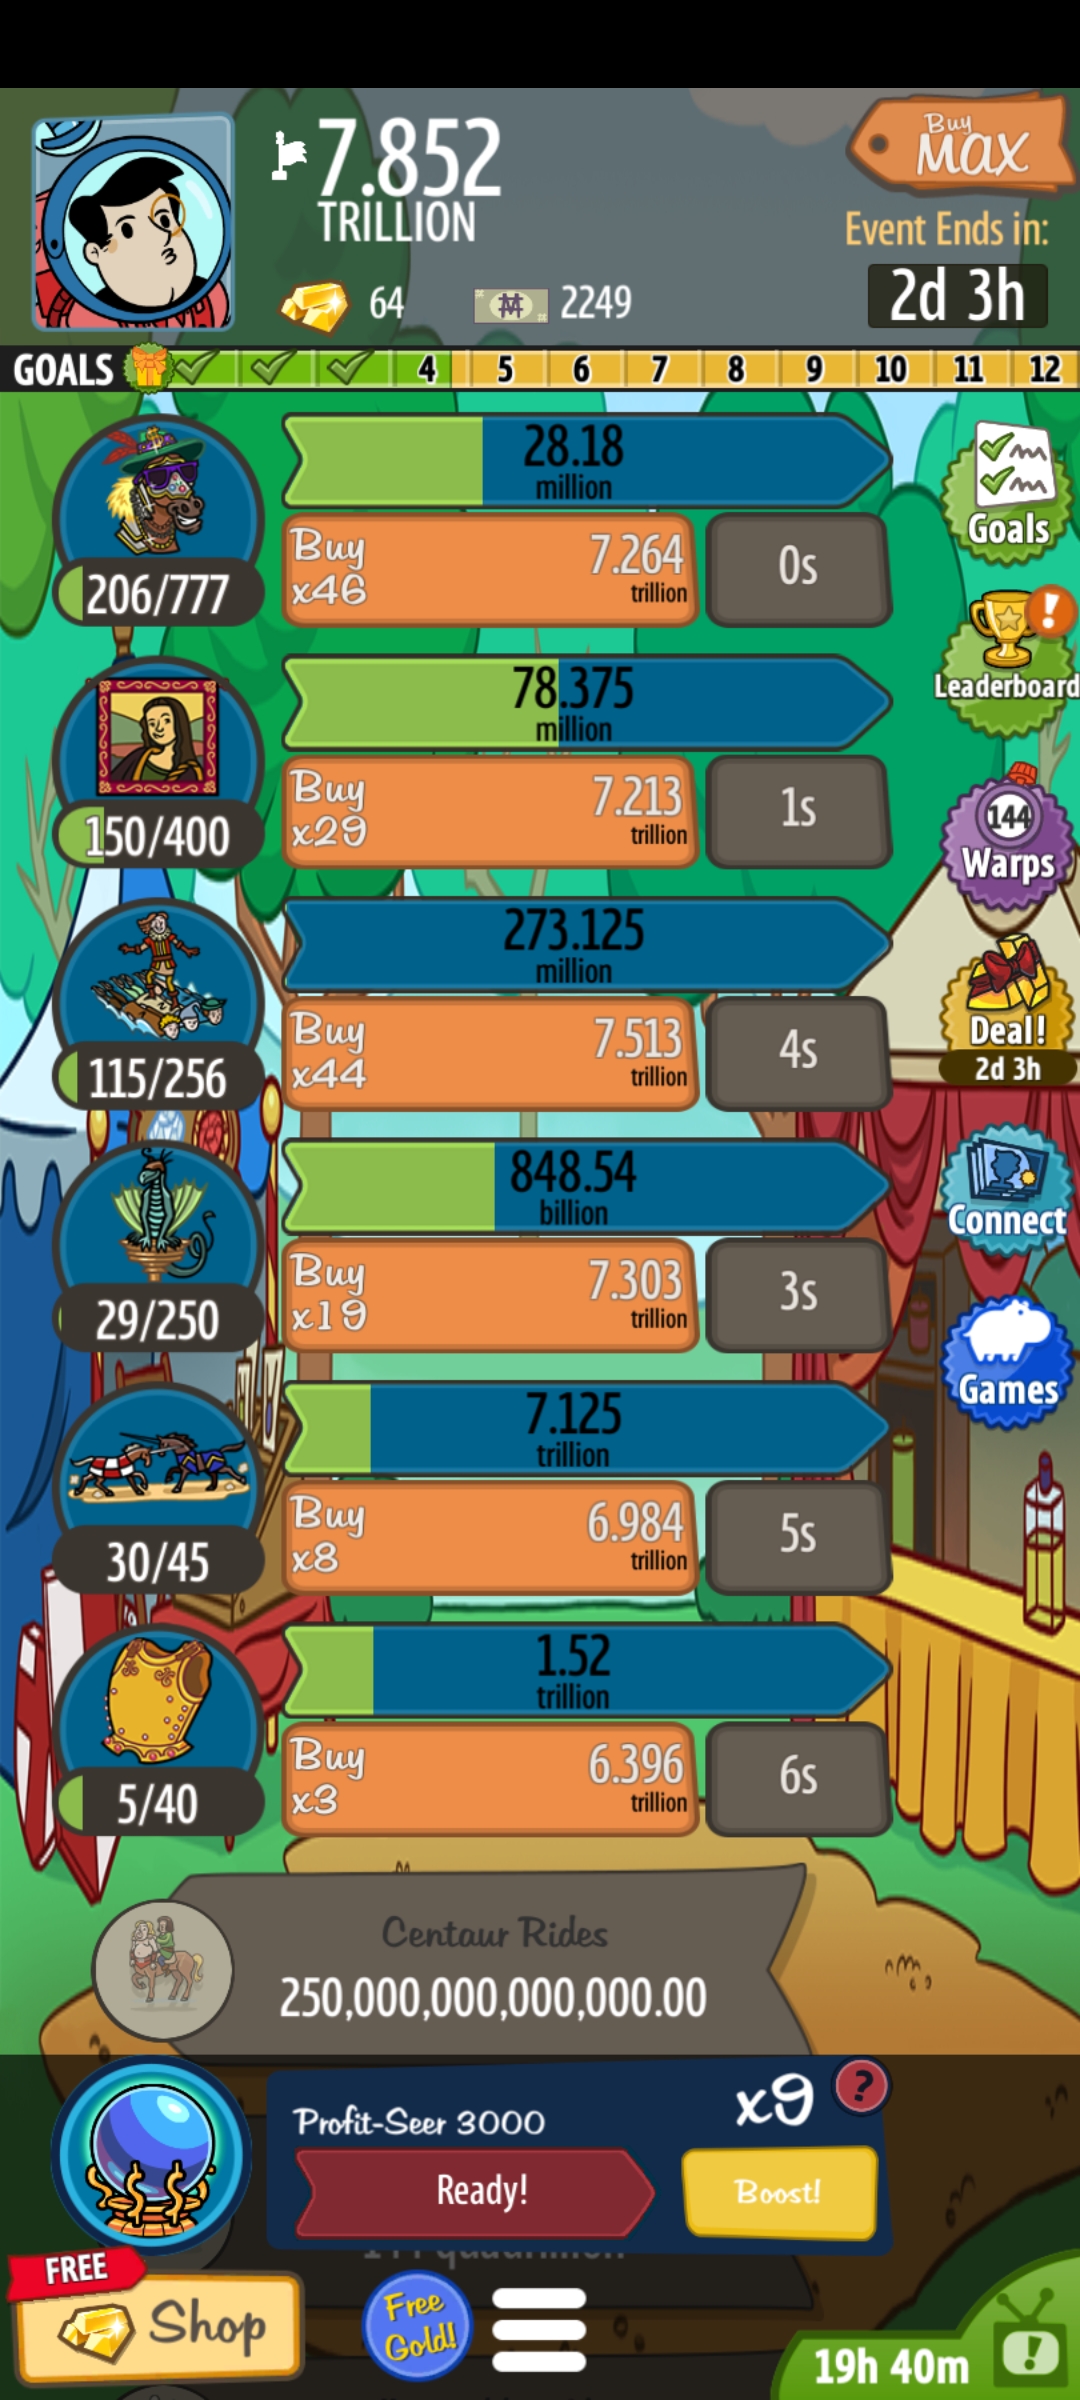 7.852
TRILLION
Buy
MAX
Event Ends in:
2d 3h
64
2249
GOALS 4 5 6 7 8 9 10 11 12
28.18
million
Buy
x46
7.264
trillion
0s
206/777
Goals
78.375
million
Buy
x29
7.213
trillion
1s
150/400
!
Leaderboard
273.125
million
Buy
x44
7.513
trillion
4s
115/256
144
Warps
Deal!
2d 3h
848.54
billion
Buy
x19
7.303
trillion
3s
29/250
Connect
7.125
trillion
Buy
x8
6.984
trillion
5s
30/45
Games
1.52
trillion
Buy
x3
6.396
trillion
6s
5/40
Centaur Rides
250,000,000,000,000.00
Profit-Seer 3000
x9
?
Ready!
Boost!
FREE
Shop
Free
Gold!
19h 40m
!